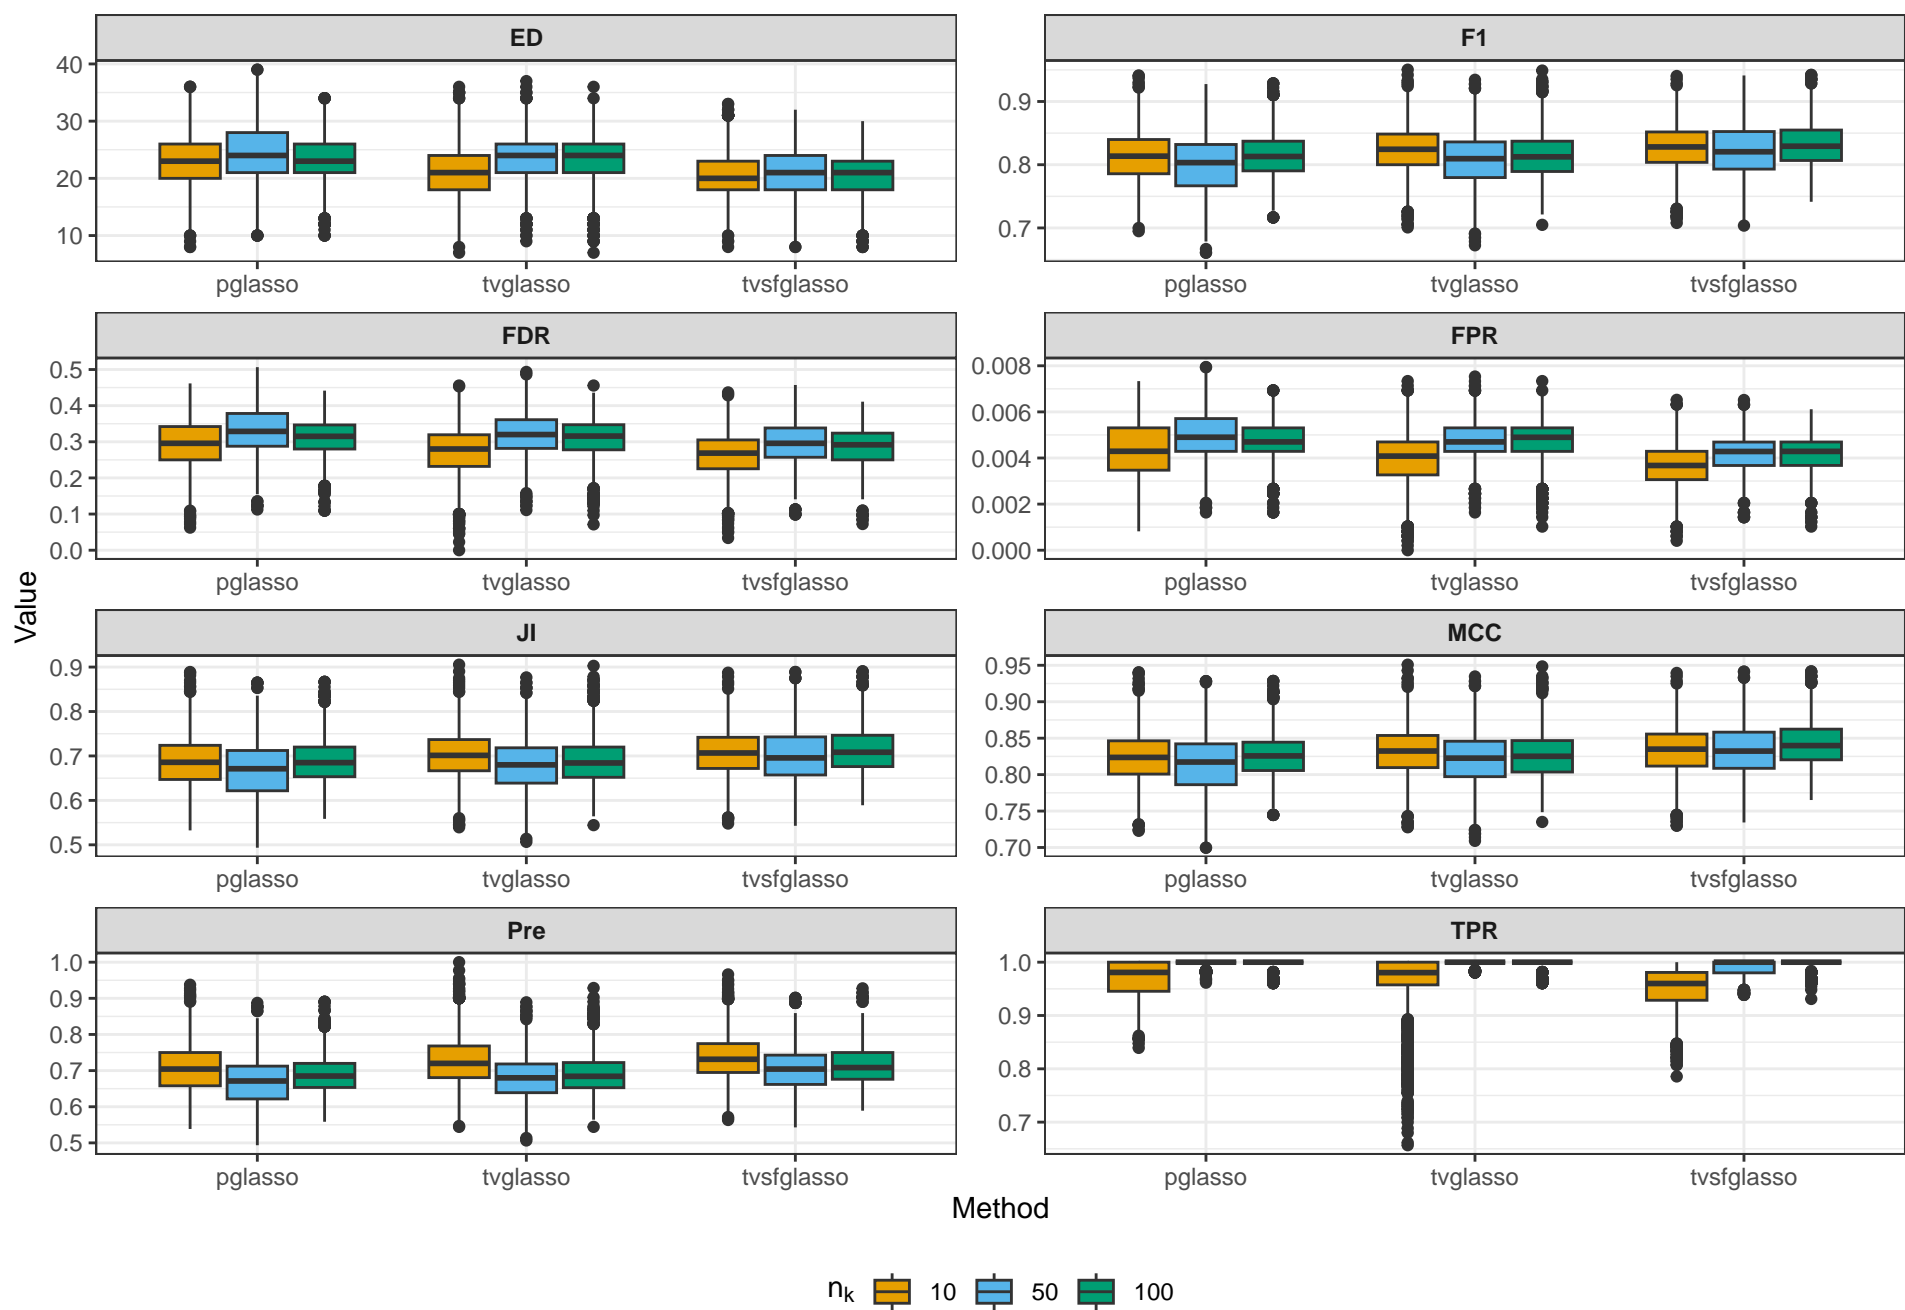 ED
40
30
20
10
pglasso tvglasso tvsfglasso
F1
0.9
0.8
0.7
pglasso tvglasso tvsfglasso
FDR
0.5
0.4
0.3
0.2
0.1
0.0
pglasso tvglasso tvsfglasso
FPR
0.008
0.006
0.004
0.002
0.000
pglasso tvglasso tvsfglasso
Value
JI
0.9
0.8
0.7
0.6
0.5
pglasso tvglasso tvsfglasso
MCC
0.95
0.90
0.85
0.80
0.75
0.70
pglasso tvglasso tvsfglasso
Pre
1.0
0.9
0.8
0.7
0.6
0.5
pglasso tvglasso tvsfglasso
TPR
1.0
0.9
0.8
0.7
pglasso tvglasso tvsfglasso
Method
nk 10 50 100